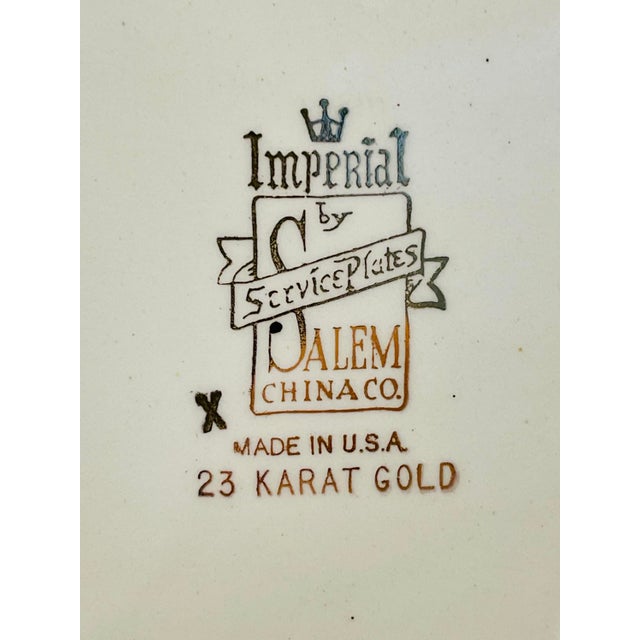 Imperial
by
Service Plates
SALEM
CHINA CO.
X
MADE IN U.S.A.
23 KARAT GOLD